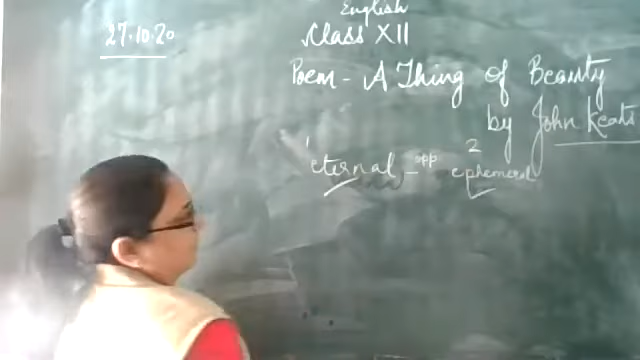 27.10.20
English
Class XII
Poem - A Thing of Beauty
by John Keats
1 2
eternal - opp ephemeral